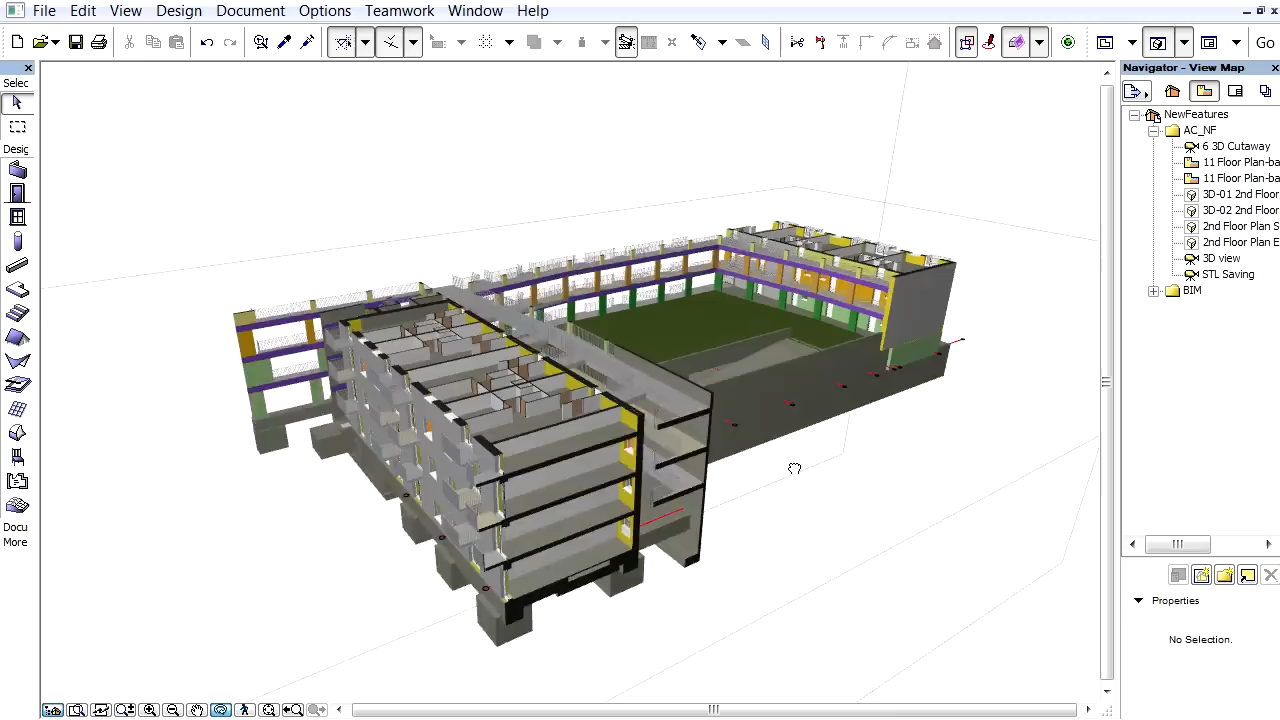 File Edit View Design Document Options Teamwork Window Help
Go
Selec
Desig
Docu
More
Navigator - View Map
NewFeatures
AC_NF
6 3D Cutaway
11 Floor Plan-ba
11 Floor Plan-ba
3D-01 2nd Floor
3D-02 2nd Floor
2nd Floor Plan S
2nd Floor Plan E
3D view
STL Saving
BIM
Properties
No Selection.